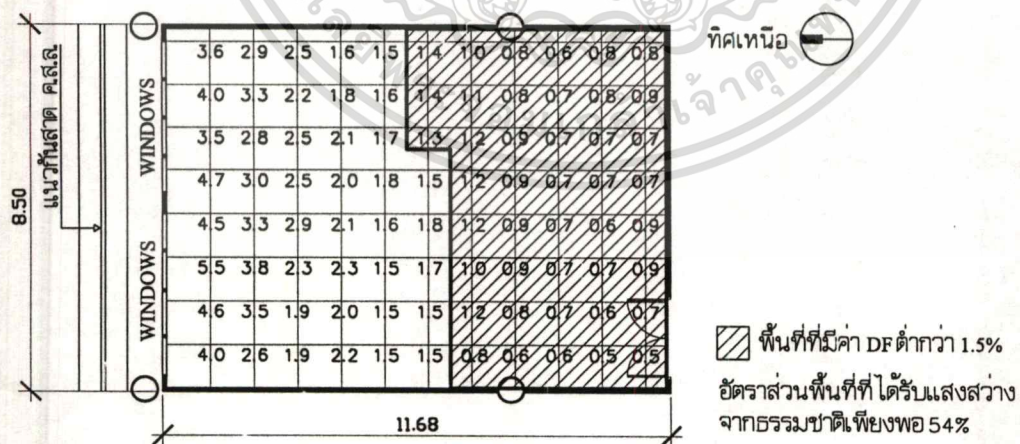 ทิศเหนือ
แนวกันสาด ค.ส.ล.
WINDOWS
WINDOWS
8.50
3.6 2.9 2.5 1.6 1.5 1.4 1.0 0.8 0.6 0.8 0.8
4.0 3.3 2.2 1.8 1.6 1.4 1.1 0.8 0.7 0.8 0.9
3.5 2.8 2.5 2.1 1.7 1.3 1.2 0.9 0.7 0.7 0.7
4.7 3.0 2.5 2.0 1.8 1.5 1.2 0.9 0.7 0.7 0.7
4.5 3.3 2.9 2.1 1.6 1.8 1.2 0.9 0.7 0.6 0.9
5.5 3.8 2.3 2.3 1.5 1.7 1.0 0.9 0.7 0.7 0.9
4.6 3.5 1.9 2.0 1.5 1.5 1.2 0.8 0.7 0.6 0.7
4.0 2.6 1.9 2.2 1.5 1.5 0.8 0.6 0.6 0.5 0.5
11.68
พื้นที่ที่มีค่า DF ต่ำกว่า 1.5%
อัตราส่วนพื้นที่ที่ได้รับแสงสว่าง
จากธรรมชาติเพียงพอ 54%